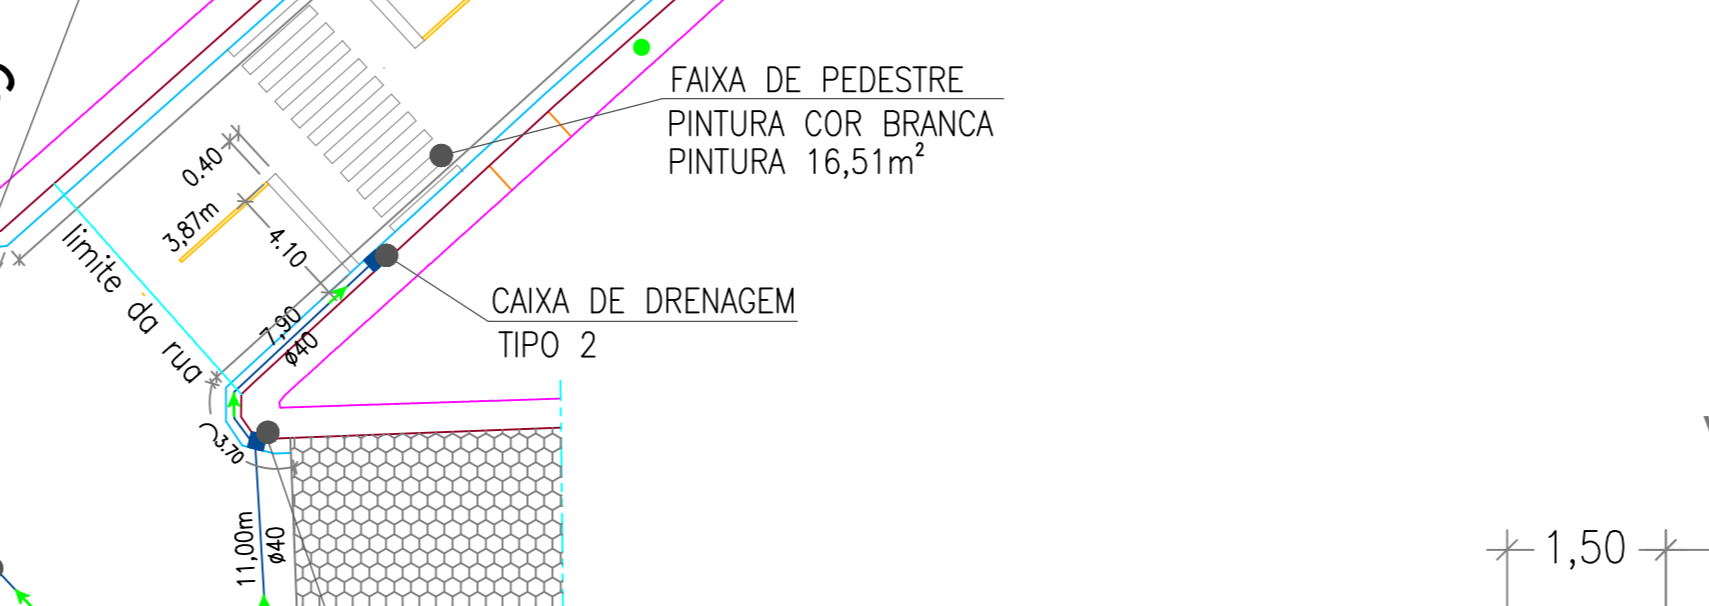 FAIXA DE PEDESTRE
PINTURA COR BRANCA
PINTURA 16,51m²
0.40
3,87m
4.10
limite da rua
CAIXA DE DRENAGEM
TIPO 2
7,90
ø40
3.70
11,00m
ø40
1,50